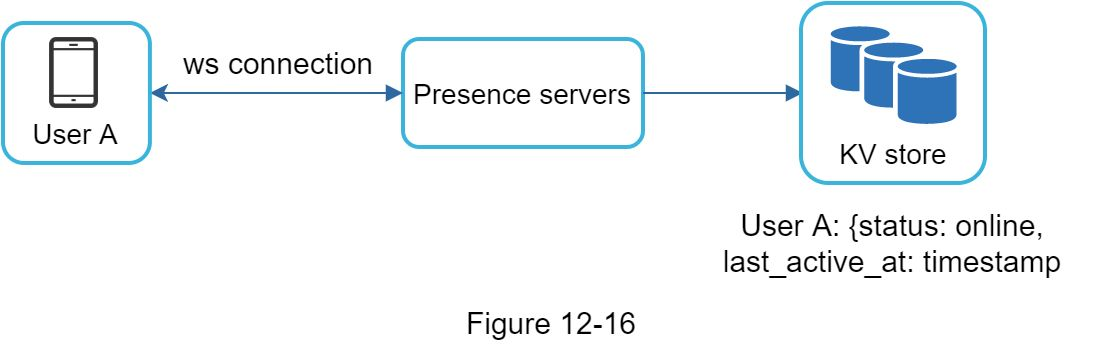 ws connection
User A
Presence servers
KV store
User A: {status: online,
last_active_at: timestamp
Figure 12-16